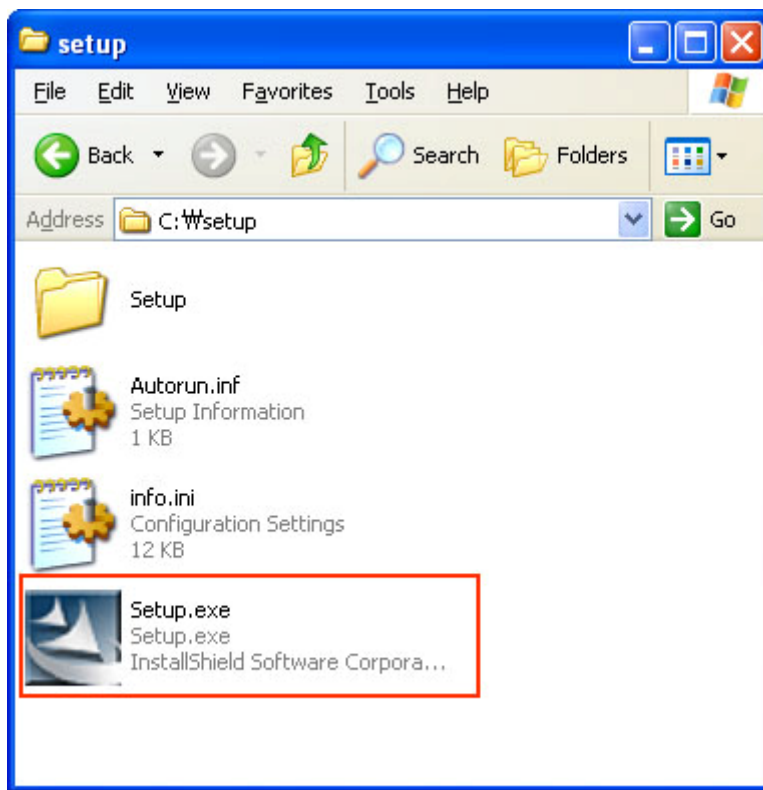 setup
File Edit View Favorites Tools Help
Back Search Folders
Address C:₩setup Go
Setup
Autorun.inf
Setup Information
1 KB
info.ini
Configuration Settings
12 KB
Setup.exe
Setup.exe
InstallShield Software Corpora...